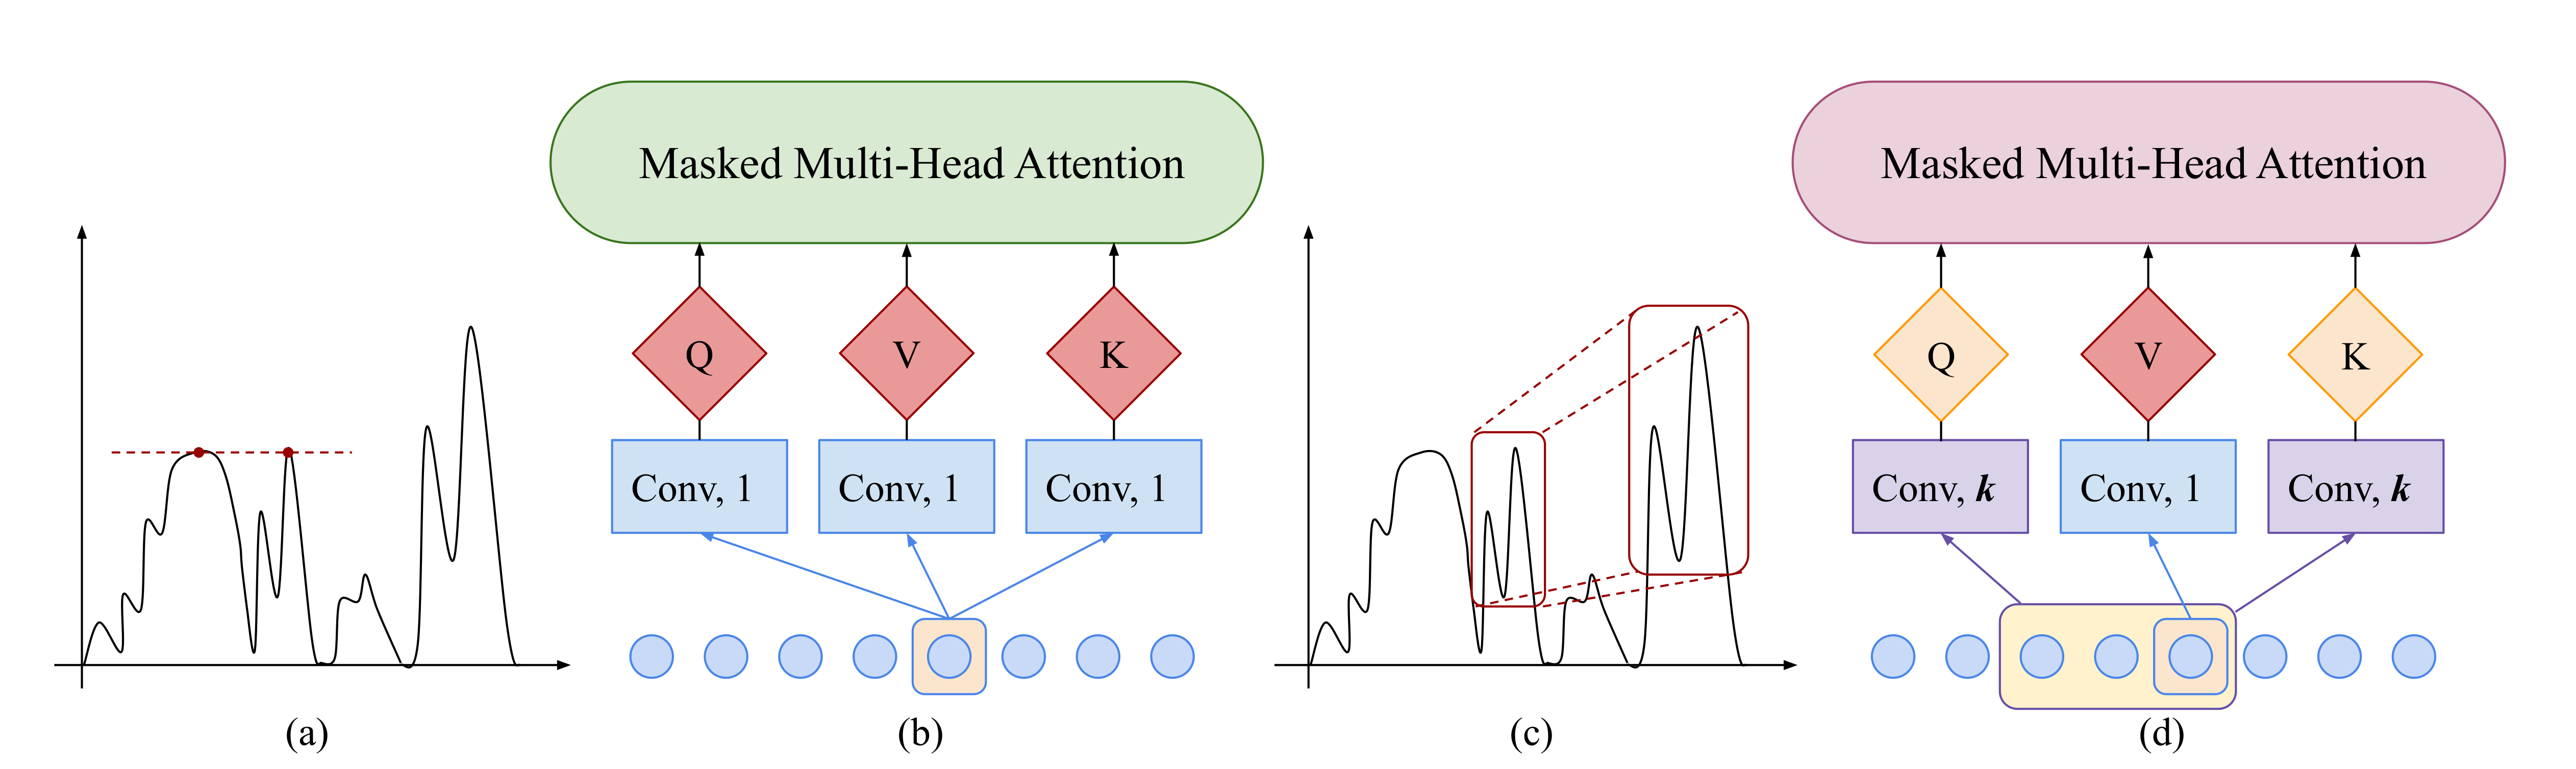 Masked Multi-Head Attention
Q
V
K
Conv, 1
Conv, 1
Conv, 1
Masked Multi-Head Attention
Q
V
K
Conv, k
Conv, 1
Conv, k
(a)
(b)
(c)
(d)